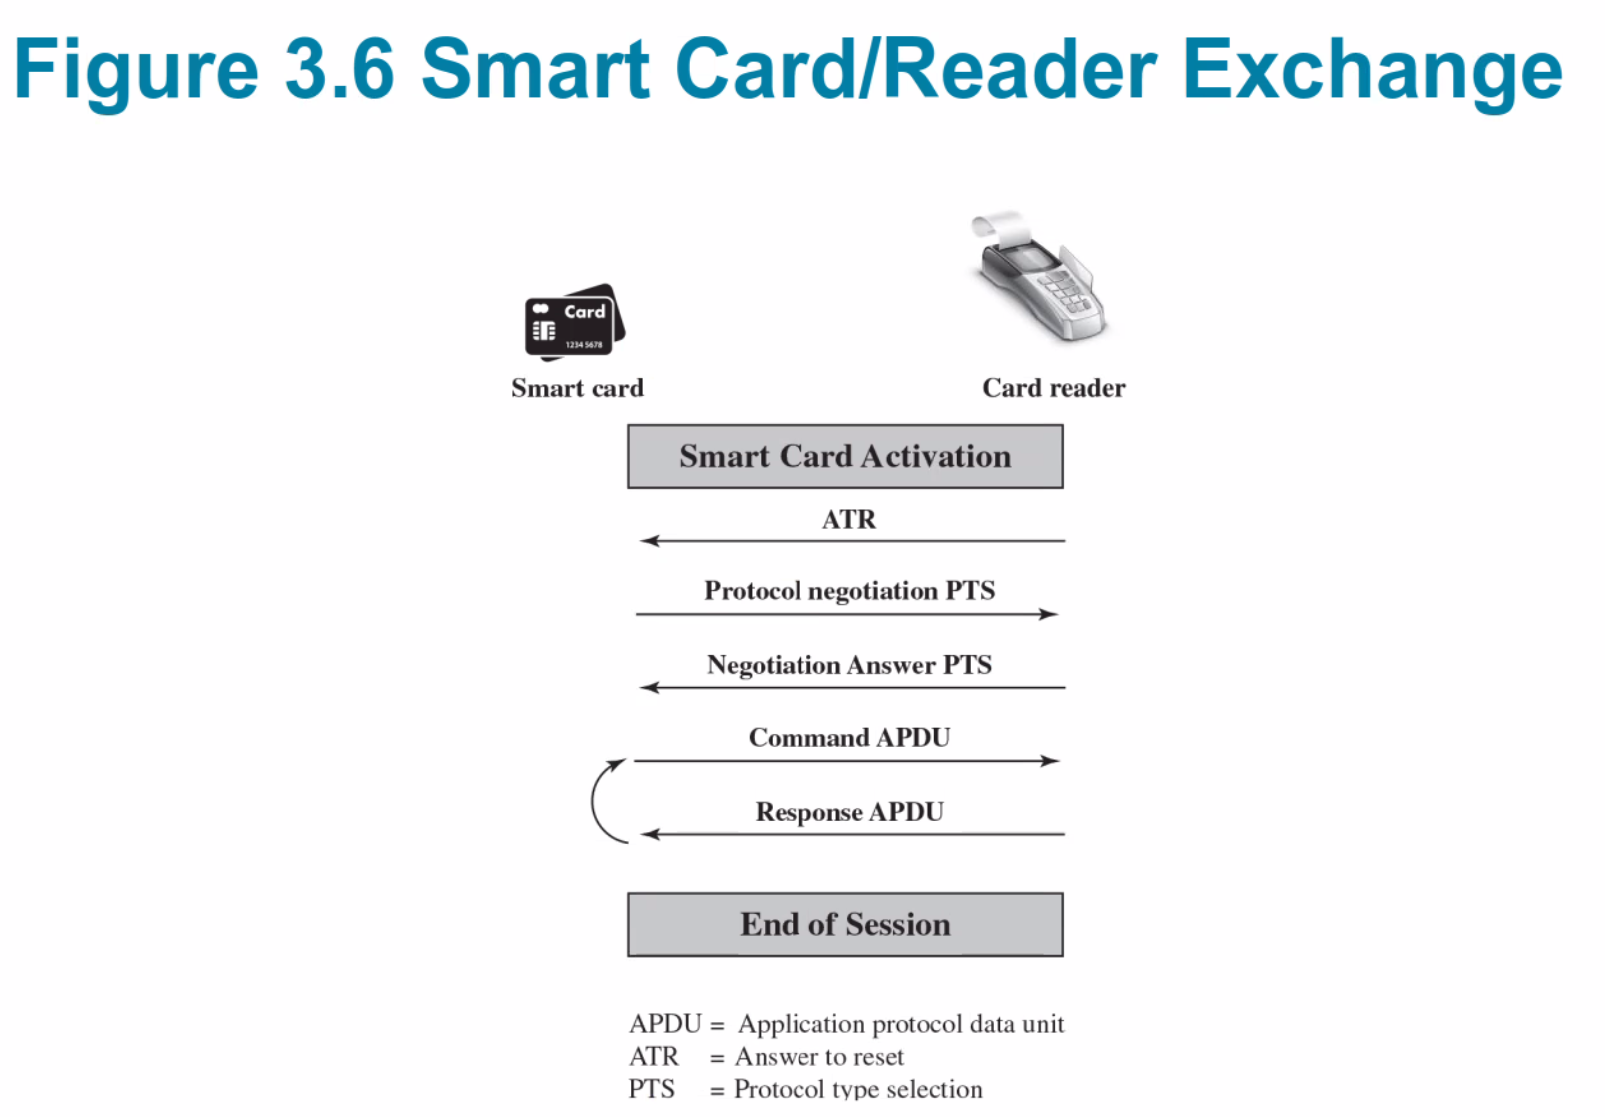 Figure 3.6 Smart Card/Reader Exchange
Card
1234 5678
Smart card
Card reader
Smart Card Activation
ATR
Protocol negotiation PTS
Negotiation Answer PTS
Command APDU
Response APDU
End of Session
APDU = Application protocol data unit
ATR = Answer to reset
PTS = Protocol type selection